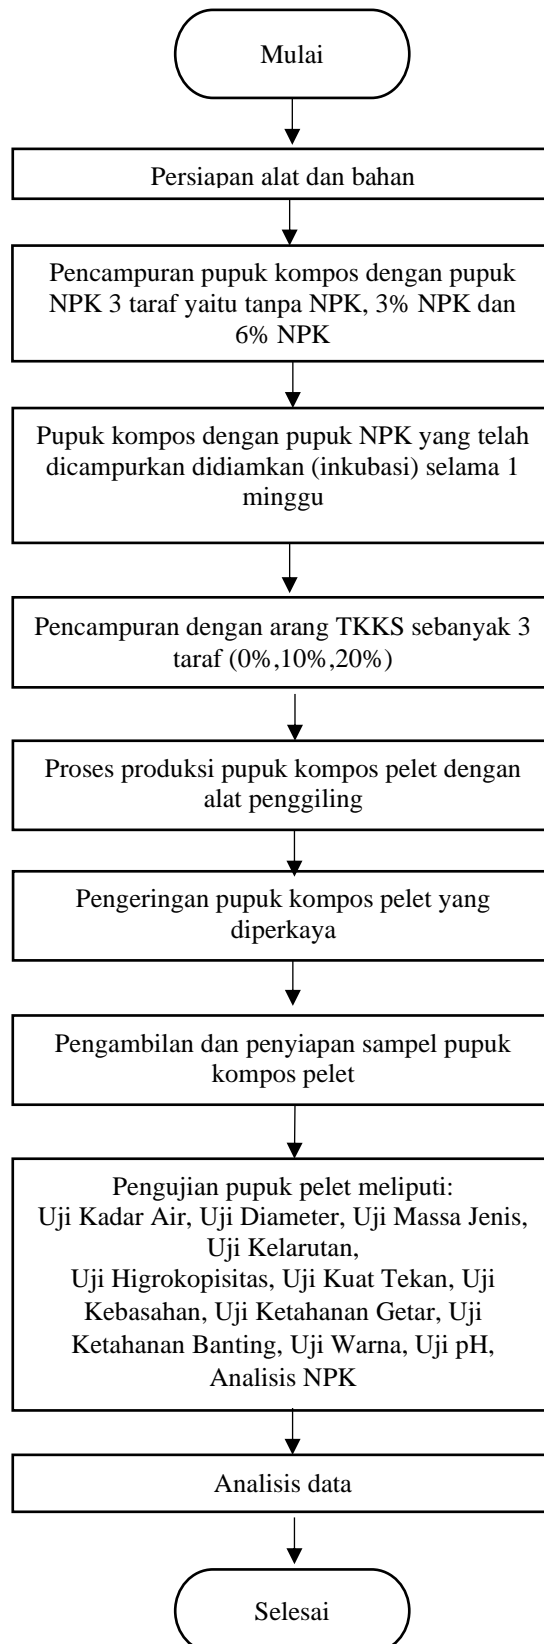 Mulai
Persiapan alat dan bahan
Pencampuran pupuk kompos dengan pupuk
NPK 3 taraf yaitu tanpa NPK, 3% NPK dan
6% NPK
Pupuk kompos dengan pupuk NPK yang telah
dicampurkan didiamkan (inkubasi) selama 1
minggu
Pencampuran dengan arang TKKS sebanyak 3
taraf (0%,10%,20%)
Proses produksi pupuk kompos pelet dengan
alat penggiling
Pengeringan pupuk kompos pelet yang
diperkaya
Pengambilan dan penyiapan sampel pupuk
kompos pelet
Pengujian pupuk pelet meliputi:
Uji Kadar Air, Uji Diameter, Uji Massa Jenis,
Uji Kelarutan,
Uji Higrokopisitas, Uji Kuat Tekan, Uji
Kebasahan, Uji Ketahanan Getar, Uji
Ketahanan Banting, Uji Warna, Uji pH,
Analisis NPK
Analisis data
Selesai